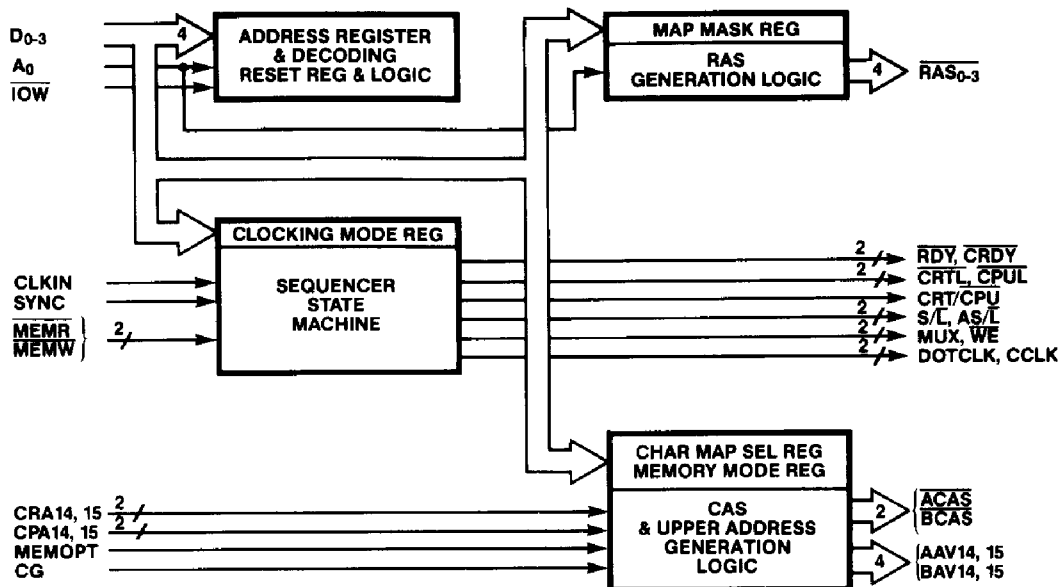 D0-3
A0
IOW
4
ADDRESS REGISTER
& DECODING
RESET REG & LOGIC
MAP MASK REG
RAS
GENERATION LOGIC
4
RAS0-3
CLOCKING MODE REG
SEQUENCER
STATE
MACHINE
CLKIN
SYNC
MEMR
MEMW
2
2
RDY, CRDY
2
CRTL, CPUL
CRT/CPU
2
S/L, AS/L
2
MUX, WE
2
DOTCLK, CCLK
CHAR MAP SEL REG
MEMORY MODE REG
CAS
& UPPER ADDRESS
GENERATION
LOGIC
CRA14, 15
2
CPA14, 15
2
MEMOPT
CG
2
ACAS
BCAS
4
AAV14, 15
BAV14, 15